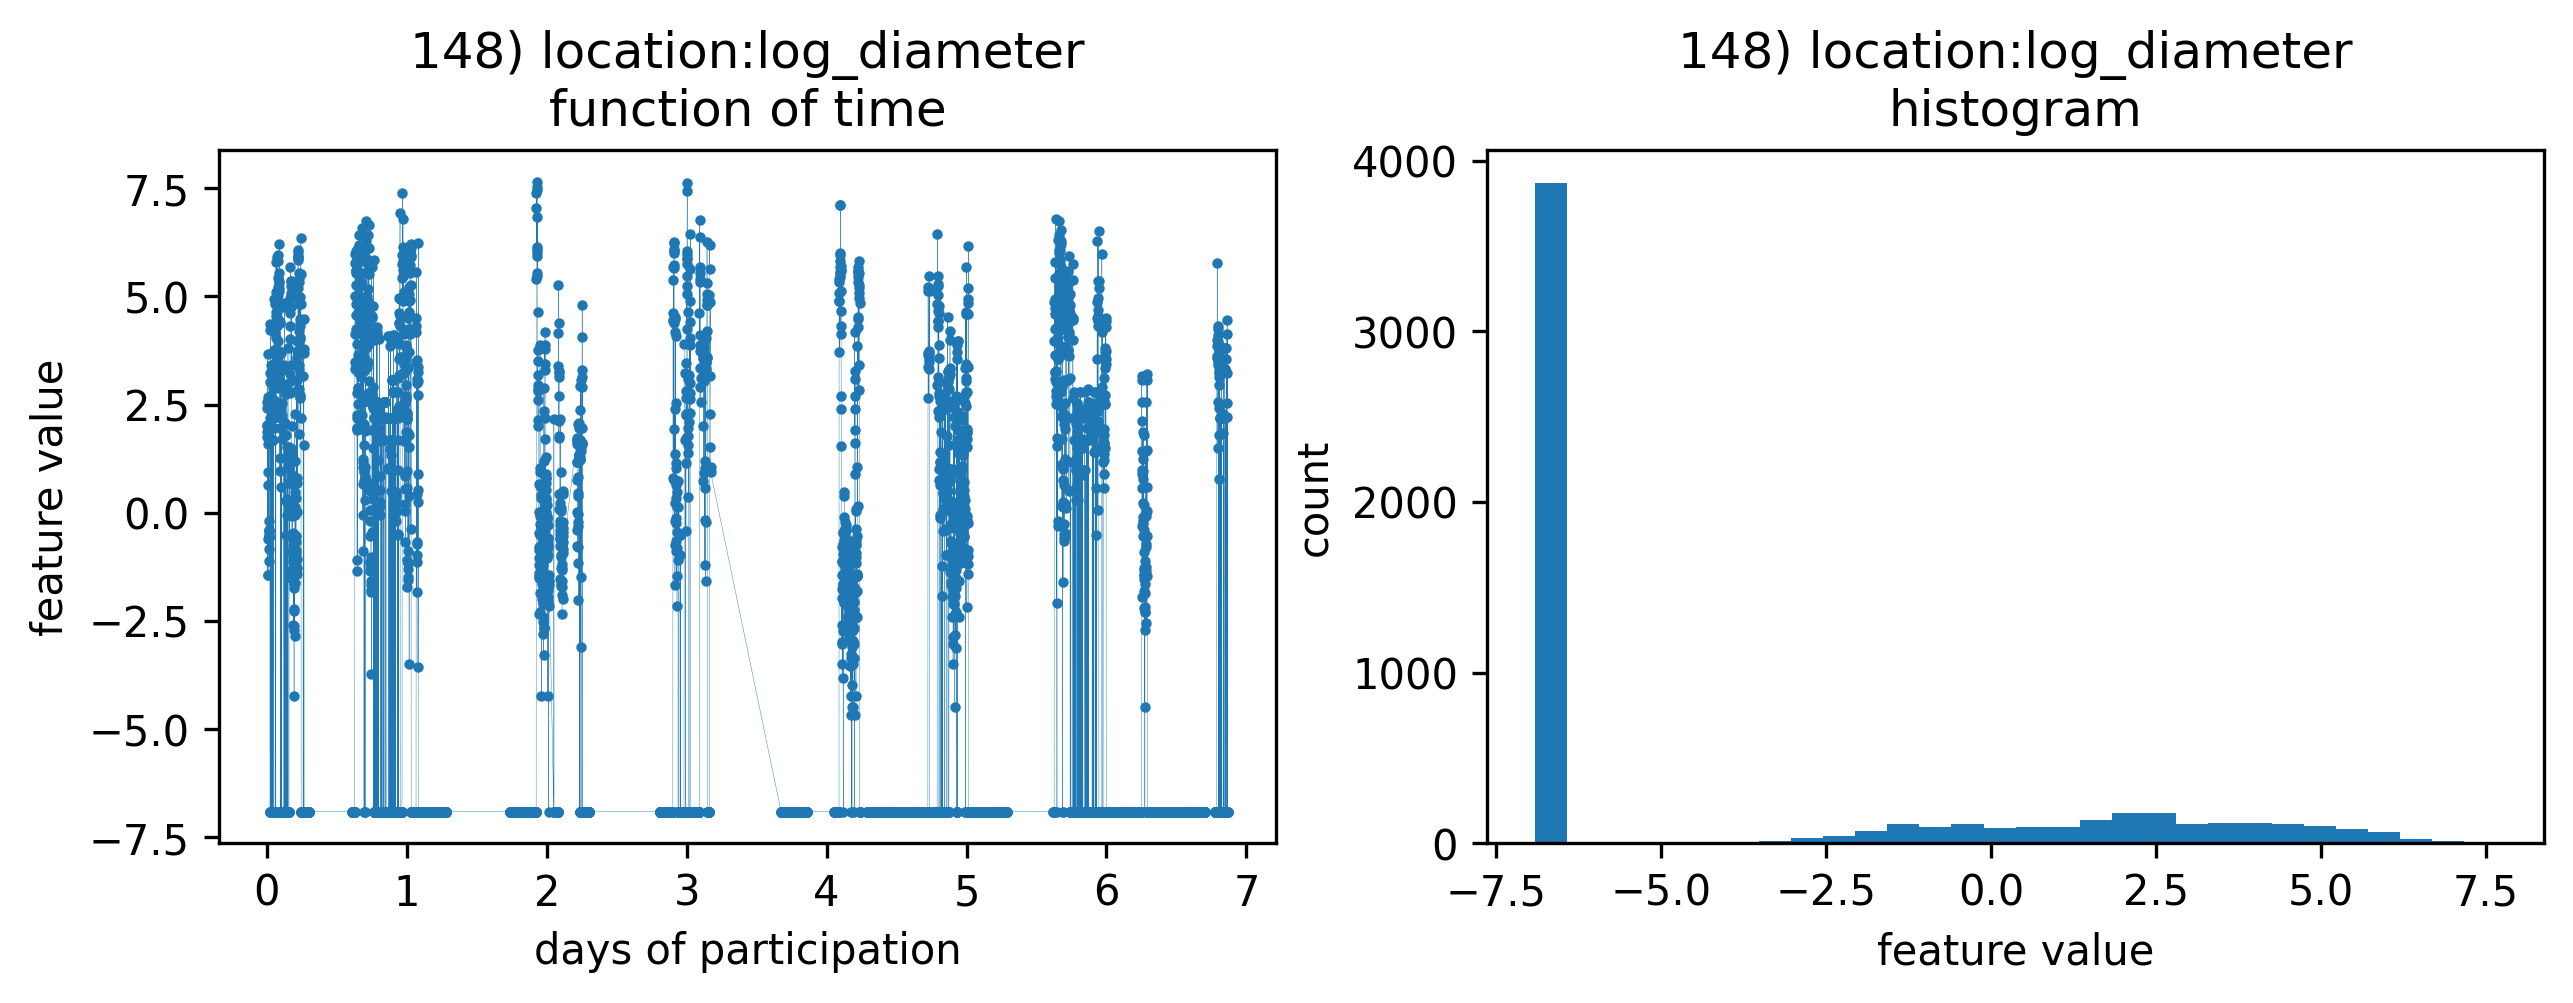 148) location:log_diameter
function of time
7.5
5.0
2.5
0.0
−2.5
−5.0
−7.5
feature value
0 1 2 3 4 5 6 7
days of participation
148) location:log_diameter
histogram
4000
3000
2000
1000
0
count
−7.5 −5.0 −2.5 0.0 2.5 5.0 7.5
feature value